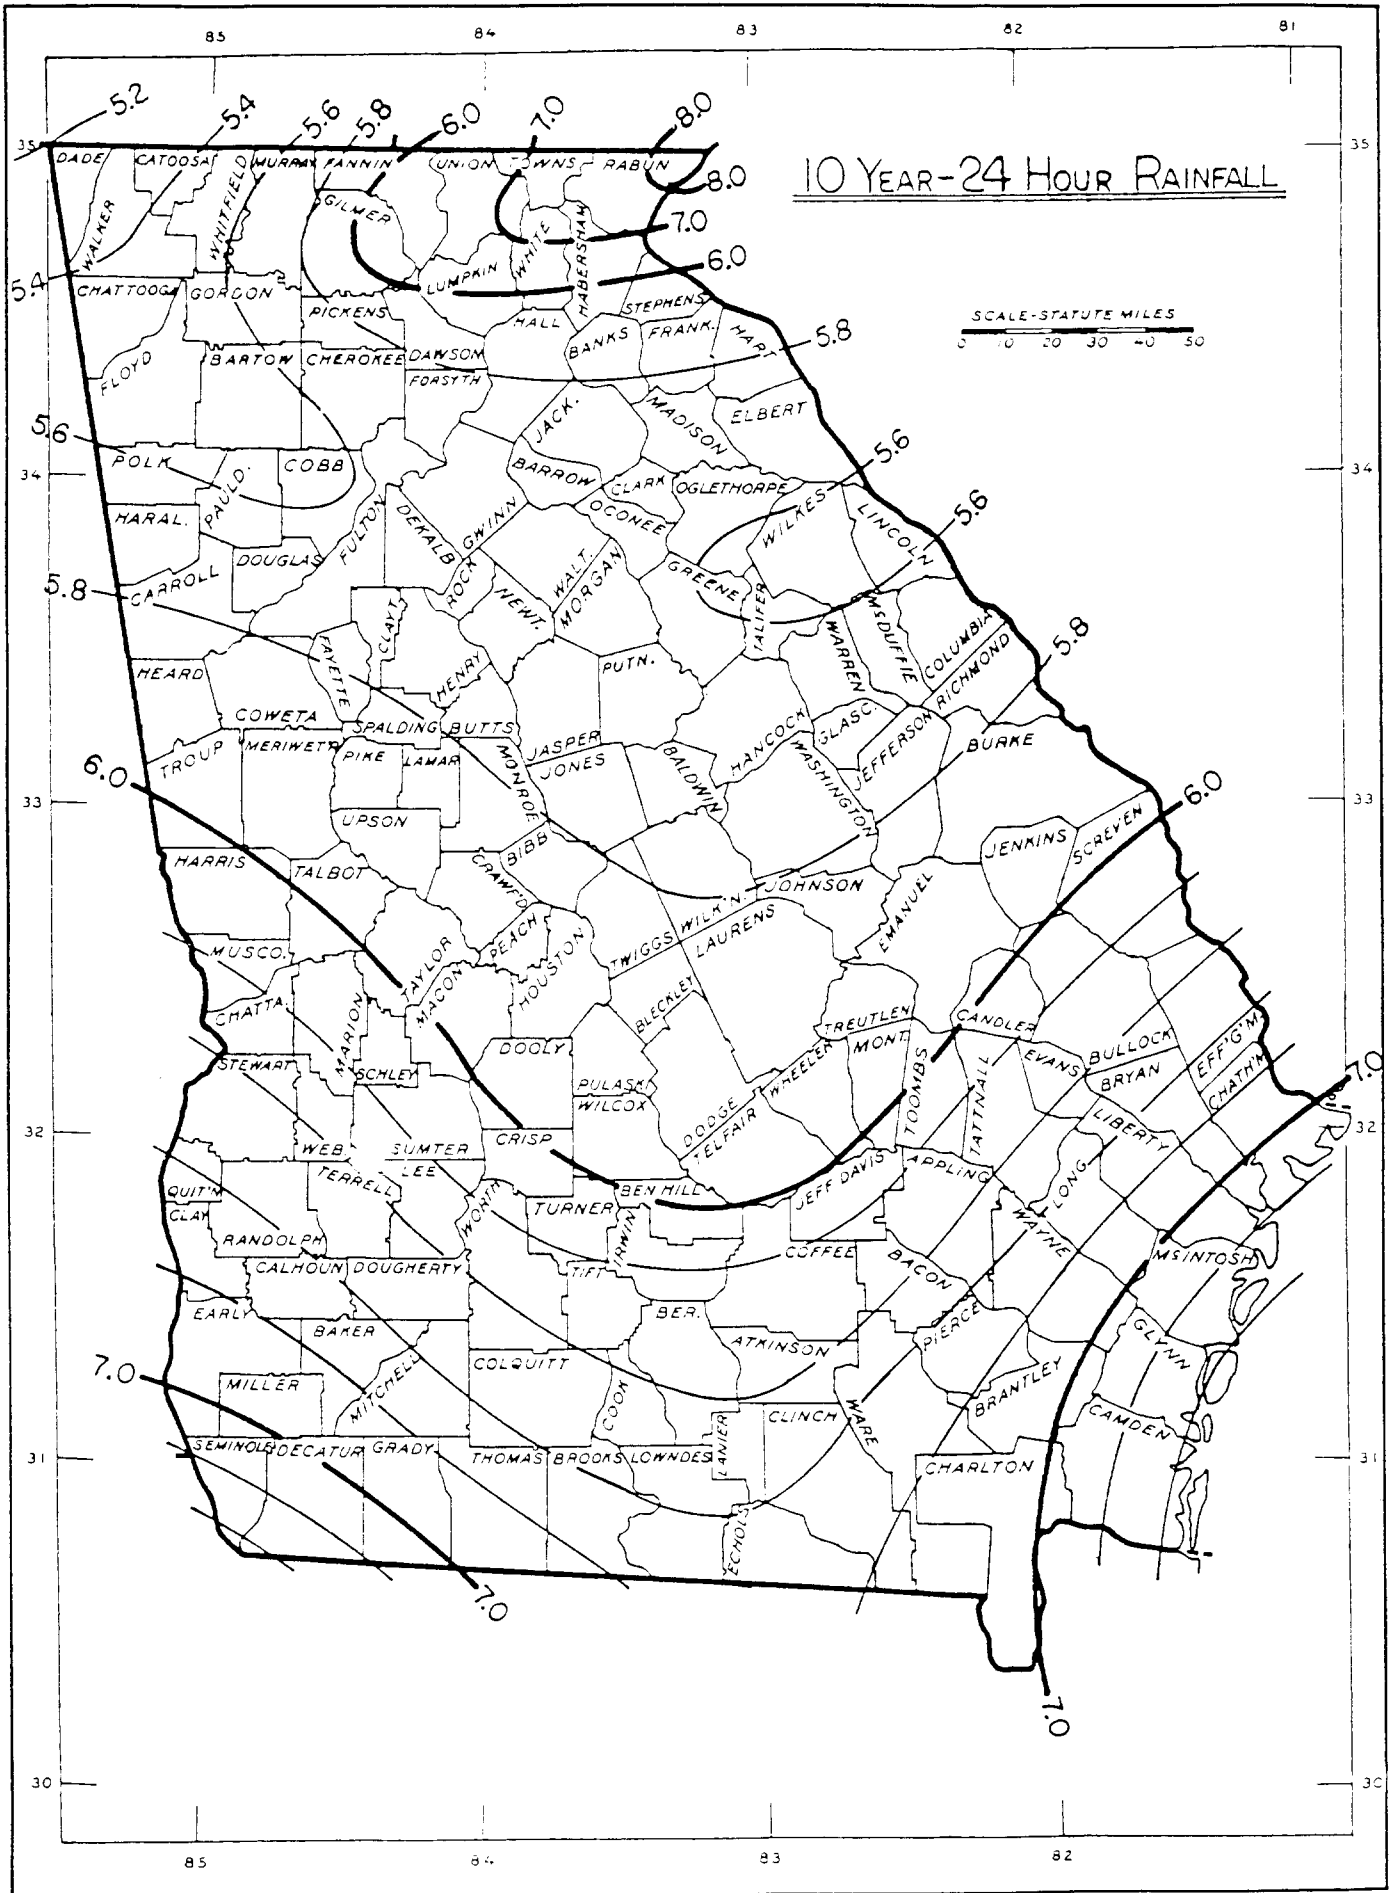 85 84 83 82 81
5.2 5.4 5.6 5.8 6.0 7.0 8.0
35 35
DADE CATOOSA MURRAY FANNIN UNION TOWNS RABUN
8.0
10 YEAR-24 HOUR RAINFALL
WALKER WHITFIELD GILMER
7.0
WHITE HABERSHAM
6.0
LUMPKIN
5.4 CHATTOOGA GORDON
PICKENS HALL STEPHENS
SCALE-STATUTE MILES
0 10 20 30 40 50
BANKS FRANK. HART 5.8
FLOYD BARTOW CHEROKEE DAWSON
FORSYTH
JACK. MADISON ELBERT
5.6 5.6
POLK COBB BARROW
34 34
PAULD. CLARK OGLETHORPE
HARAL. FULTON DEKALB GWINN OCONEE WILKES LINCOLN 5.6
DOUGLAS
CARROLL ROCK NEWT. WALT. MORGAN GREENE
5.8
TALIFER McDUFFIE
CLAYT. WARREN COLUMBIA RICHMOND 5.8
HEARD FAYETTE HENRY PUTN.
COWETA SPALDING BUTTS HANCOCK GLASC. JEFFERSON
TROUP MERIWET. PIKE LAMAR MONROE JASPER
JONES BALDWIN WASHINGTON BURKE
6.0 6.0
33 33
UPSON
HARRIS TALBOT CRAWF'D BIBB JENKINS SCREVEN
JOHNSON EMANUEL
MUSCO. TAYLOR PEACH HOUSTON TWIGGS WILK'N. LAURENS
CHATTA. MARION MACON BLECKLEY
TREUTLEN CANDLER
STEWART SCHLEY DOOLY WHEELER MONT. TOOMBS TATTNALL EVANS BULLOCK EFF'G'M
PULASKI BRYAN CHATH'M 7.0
WILCOX
32 32
WEB. SUMTER CRISP DODGE LIBERTY
LEE TELFAIR
QUIT'M TERRELL WORTH BEN HILL JEFF DAVIS APPLING LONG
CLAY TURNER
RANDOLPH IRWIN COFFEE WAYNE McINTOSH
CALHOUN DOUGHERTY TIFT BACON
EARLY BER.
BAKER ATKINSON PIERCE GLYNN
COLQUITT
7.0 MILLER MITCHELL COOK BRANTLEY
CLINCH WARE CAMDEN
SEMINOLE DECATUR GRADY THOMAS BROOKS LOWNDES LANIER
31 31
CHARLTON
ECHOLS
7.0
7.0
30 30
85 84 83 82